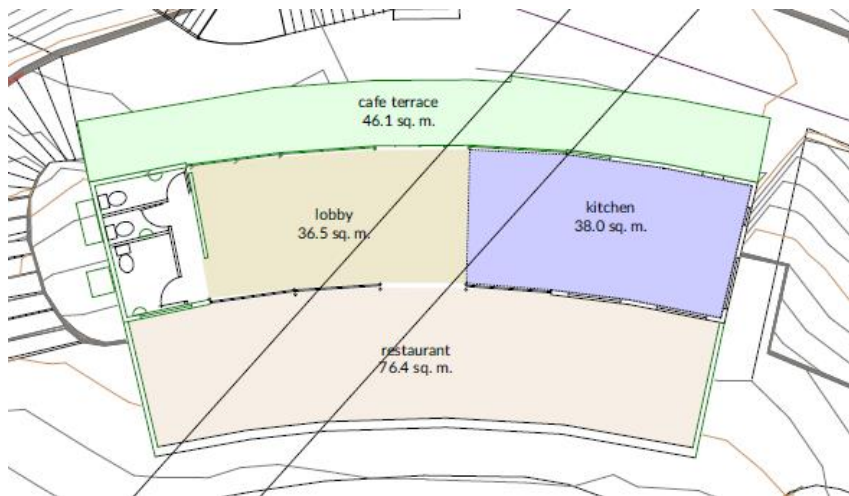 cafe terrace
46.1 sq. m.
lobby
36.5 sq. m.
kitchen
38.0 sq. m.
restaurant
76.4 sq. m.